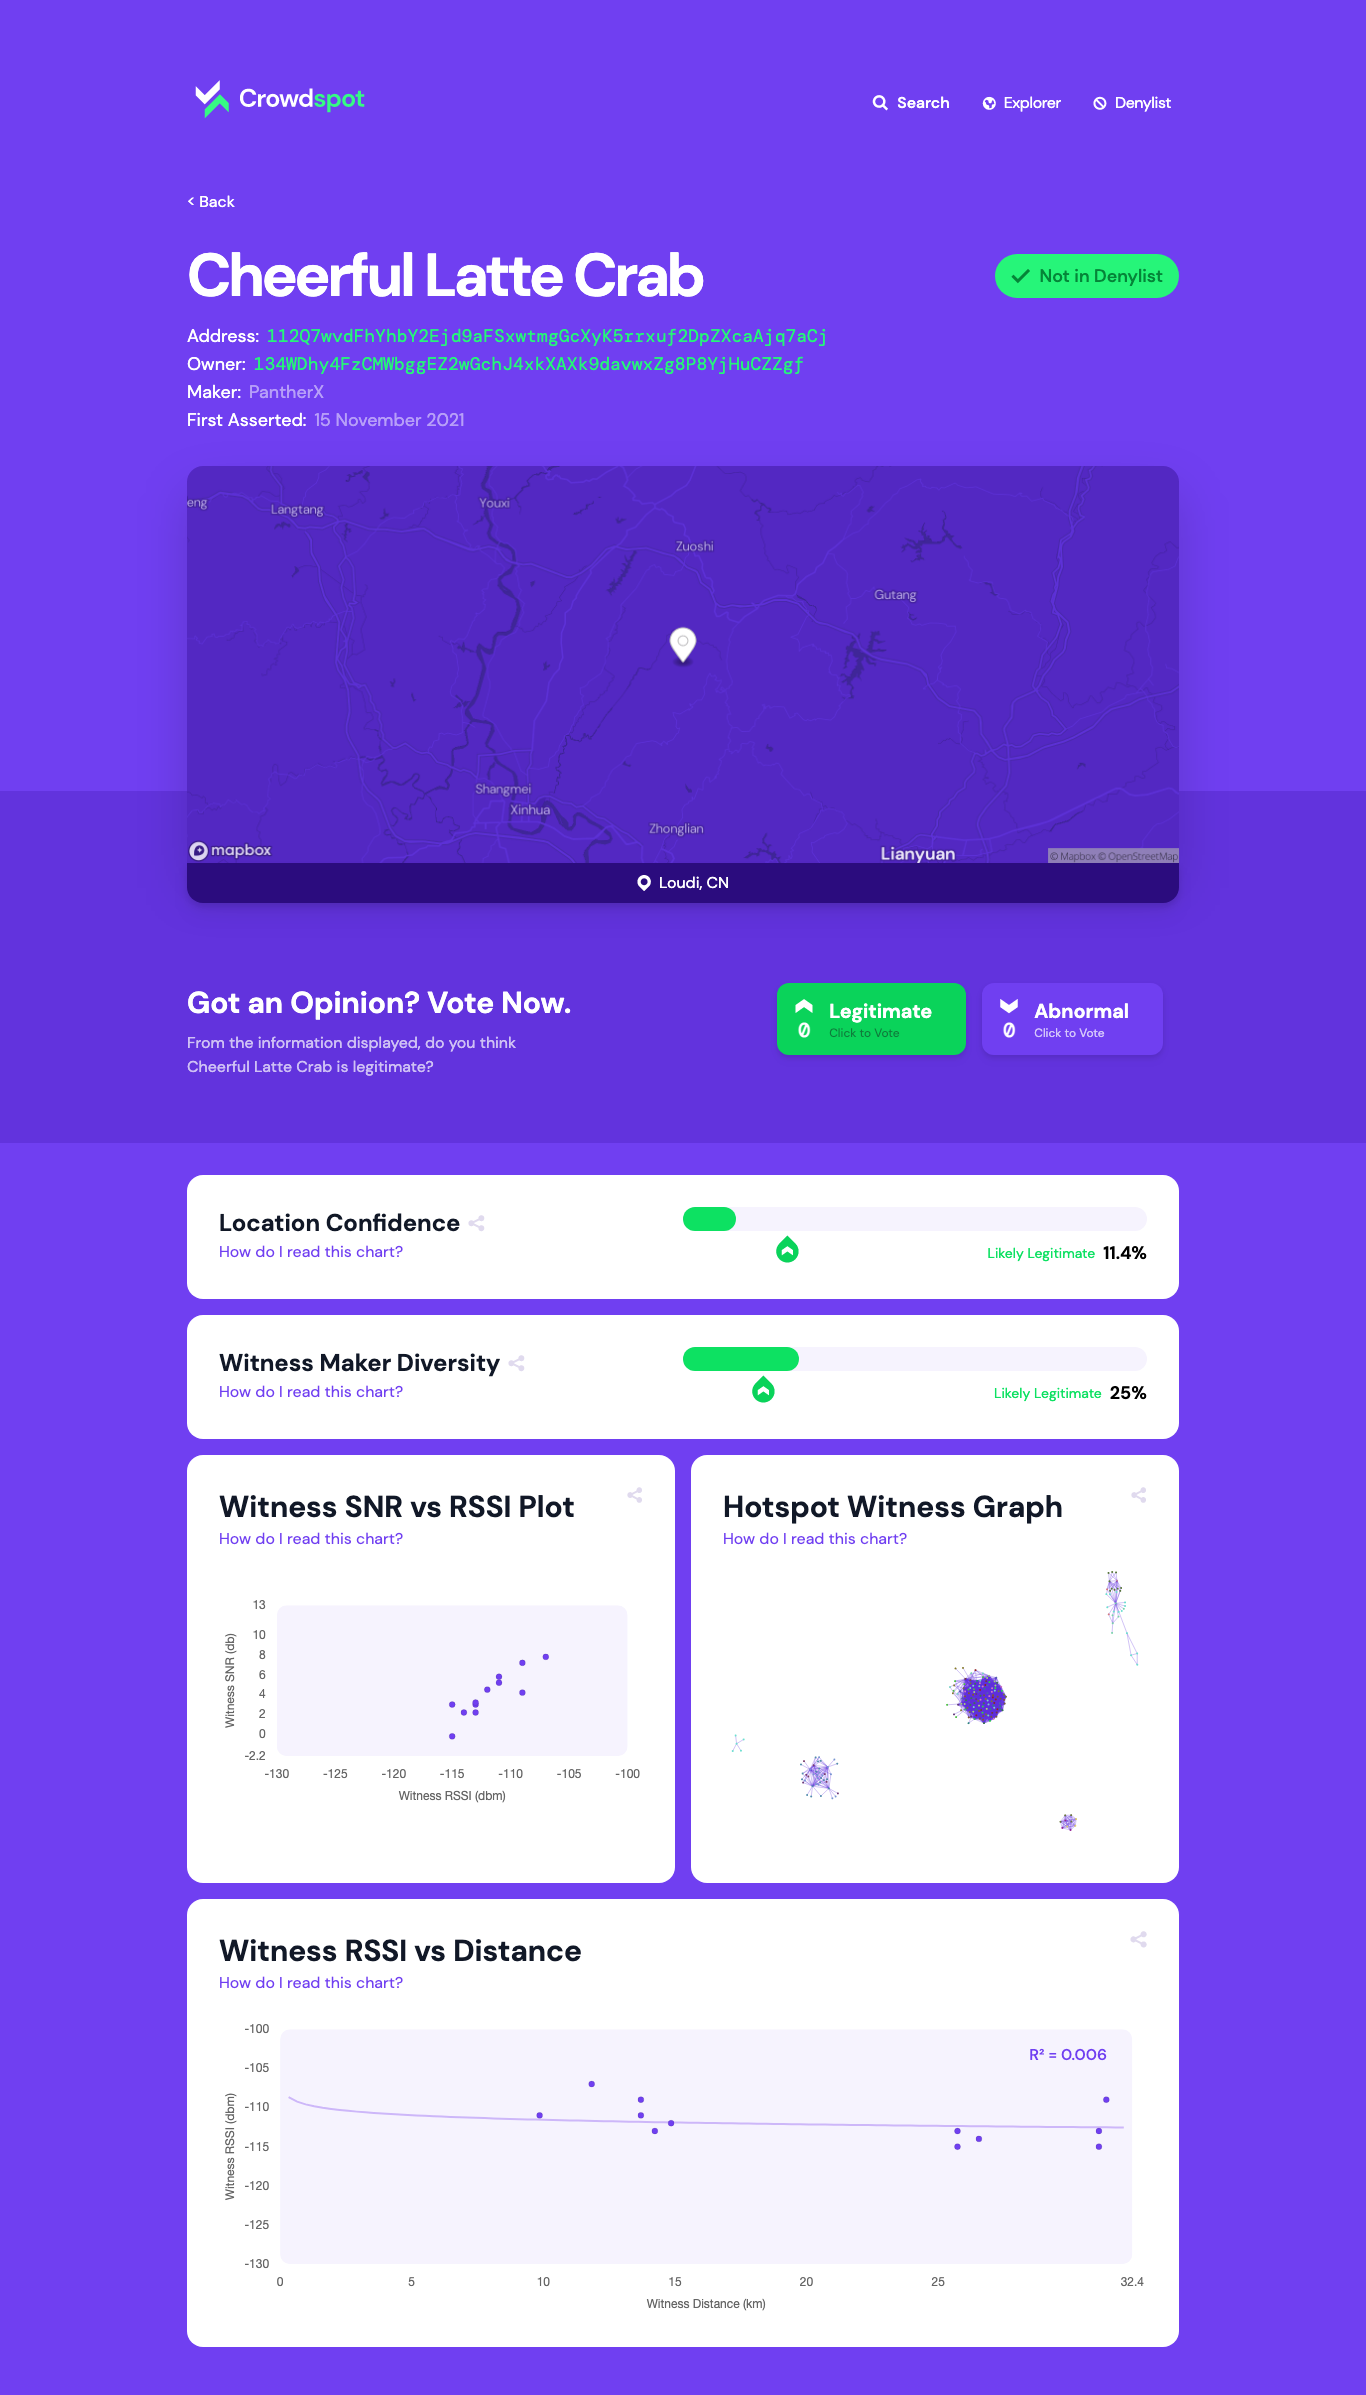 Crowdspot
Search
Explorer
Denylist
< Back
Cheerful Latte Crab
Not in Denylist
Address: 112Q7wvdFhYhbY2Ejd9aFSxwtmgGcXyK5rrxuf2DpZXcaAjq7aCj
Owner: 134WDhy4FzCMWbggEZ2wGchJ4xkXAXk9davwxZg8P8YjHuCZZgf
Maker: PantherX
First Asserted: 15 November 2021
eng
Langtang
Youxi
Zuoshi
Gutang
Shangmei
Xinhua
Zhonglian
Lianyuan
mapbox
© Mapbox © OpenStreetMap
Loudi, CN
Got an Opinion? Vote Now.
From the information displayed, do you think
Cheerful Latte Crab is legitimate?
Legitimate
0 Click to Vote
Abnormal
0 Click to Vote
Location Confidence
How do I read this chart?
Likely Legitimate 11.4%
Witness Maker Diversity
How do I read this chart?
Likely Legitimate 25%
Witness SNR vs RSSI Plot
How do I read this chart?
13
10
8
6
4
2
0
-2.2
Witness SNR (db)
-130 -125 -120 -115 -110 -105 -100
Witness RSSI (dbm)
Hotspot Witness Graph
How do I read this chart?
Witness RSSI vs Distance
How do I read this chart?
R² = 0.006
-100
-105
-110
-115
-120
-125
-130
Witness RSSI (dbm)
0 5 10 15 20 25 32.4
Witness Distance (km)